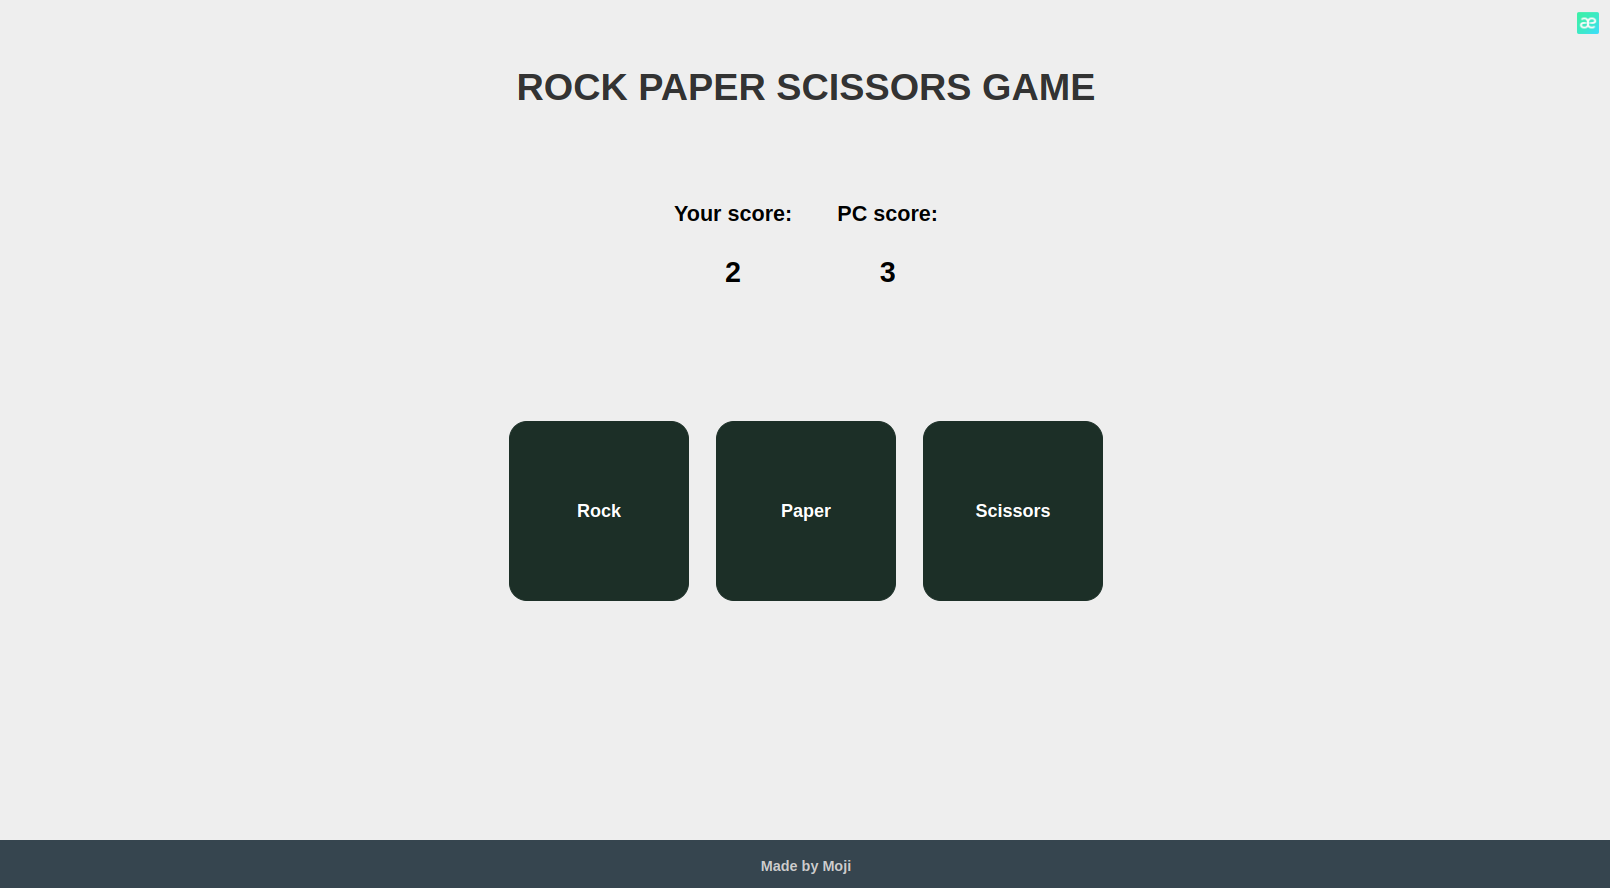 æ
ROCK PAPER SCISSORS GAME
Your score: PC score:
2 3
Rock Paper Scissors
Made by Moji